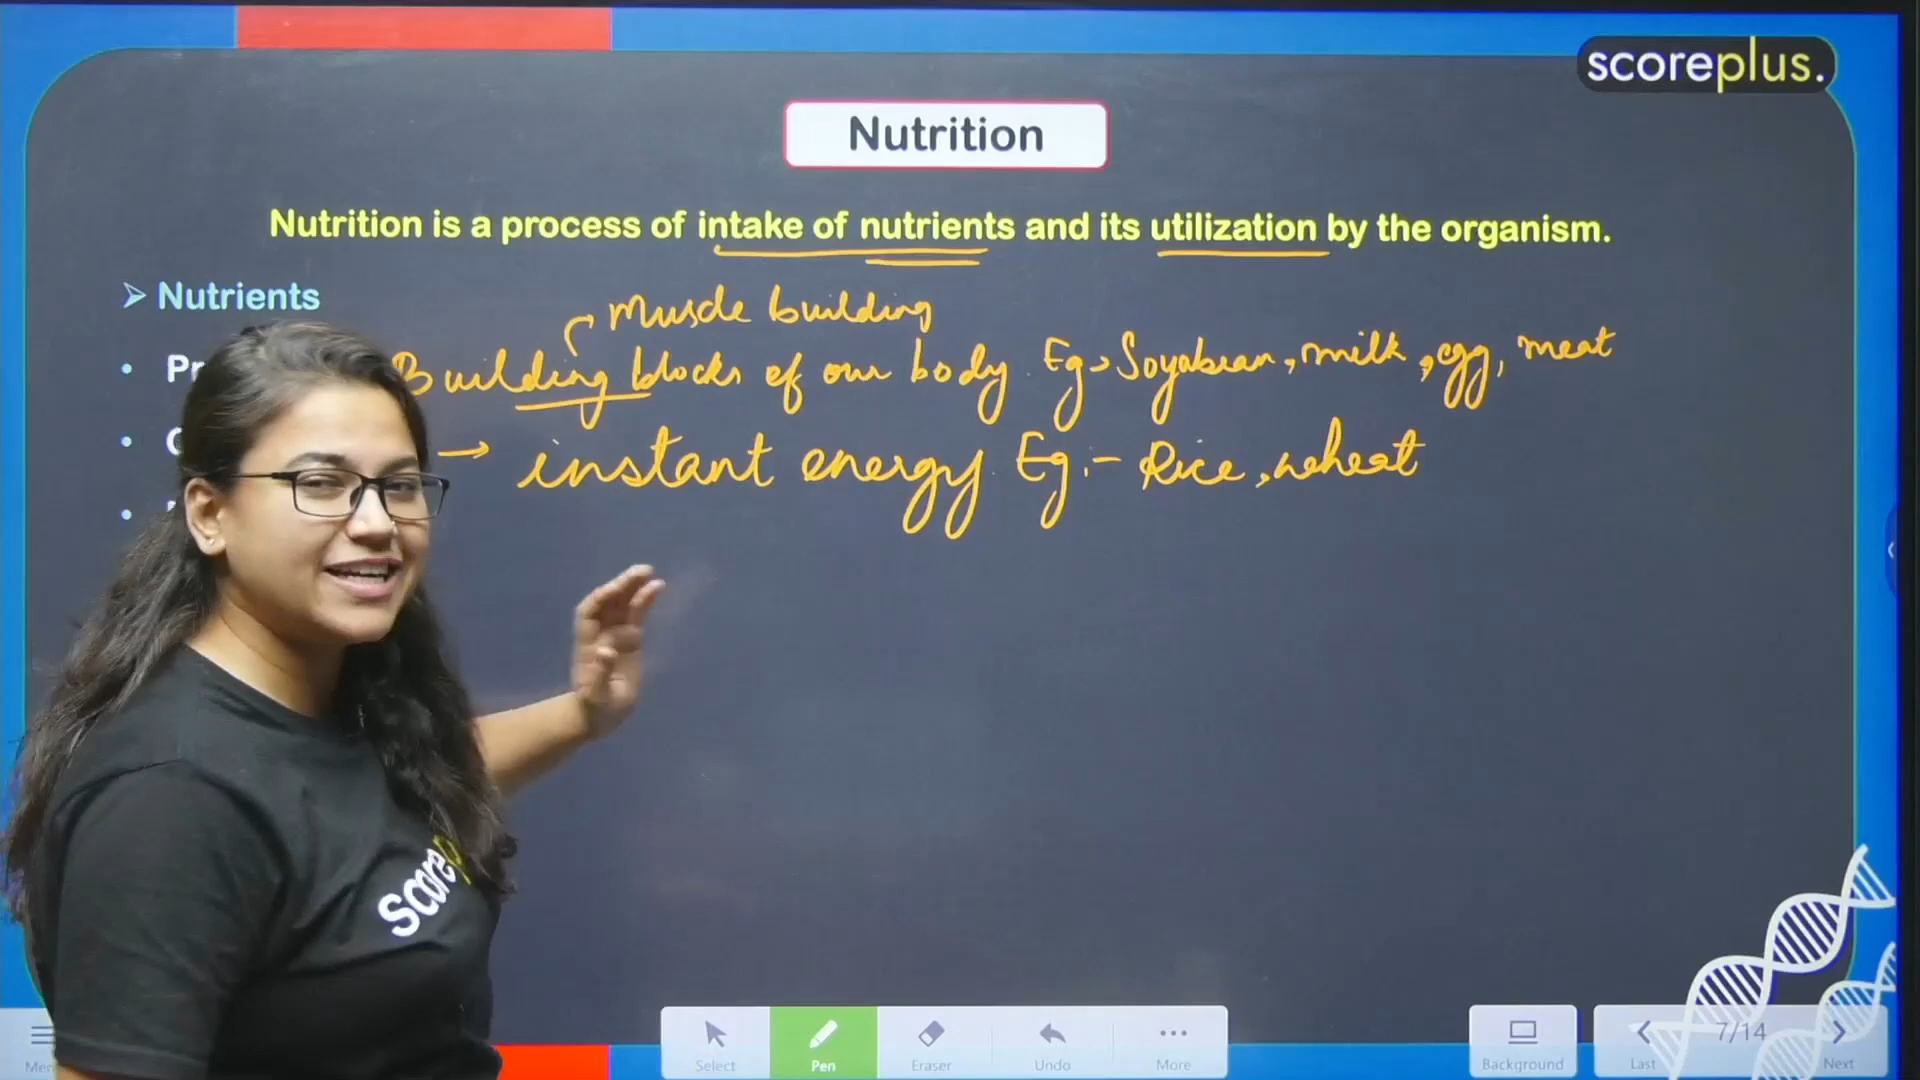 scoreplus.
Nutrition
Nutrition is a process of intake of nutrients and its utilization by the organism.
➤ Nutrients
Muscle building
• Pr
Building blocks of our body. Eg→ Soyabean, milk, egg, meat
• → instant energy. Eg:- Rice, wheat
•
Score
Select Pen Eraser Undo More
Background Last 7/14 Next